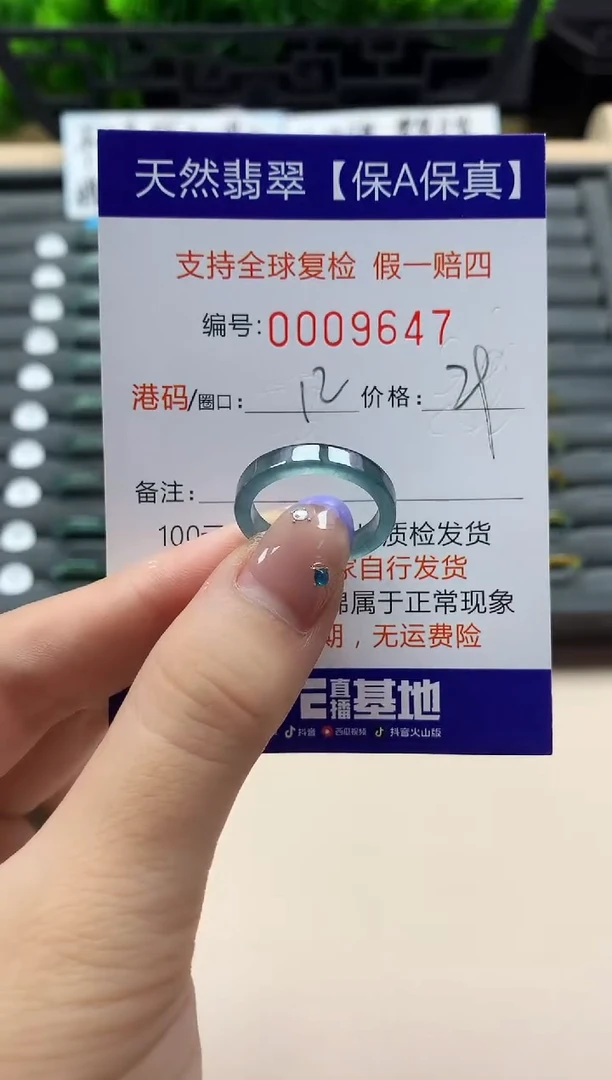 天然翡翠【保A保真】
支持全球复检 假一赔四
编号:0009647
港码/圈口: 12 价格:
备注:
100 质检发货
家自行发货
棉属于正常现象
期，无运费险
直播基地
抖音 西瓜视频 抖音火山版